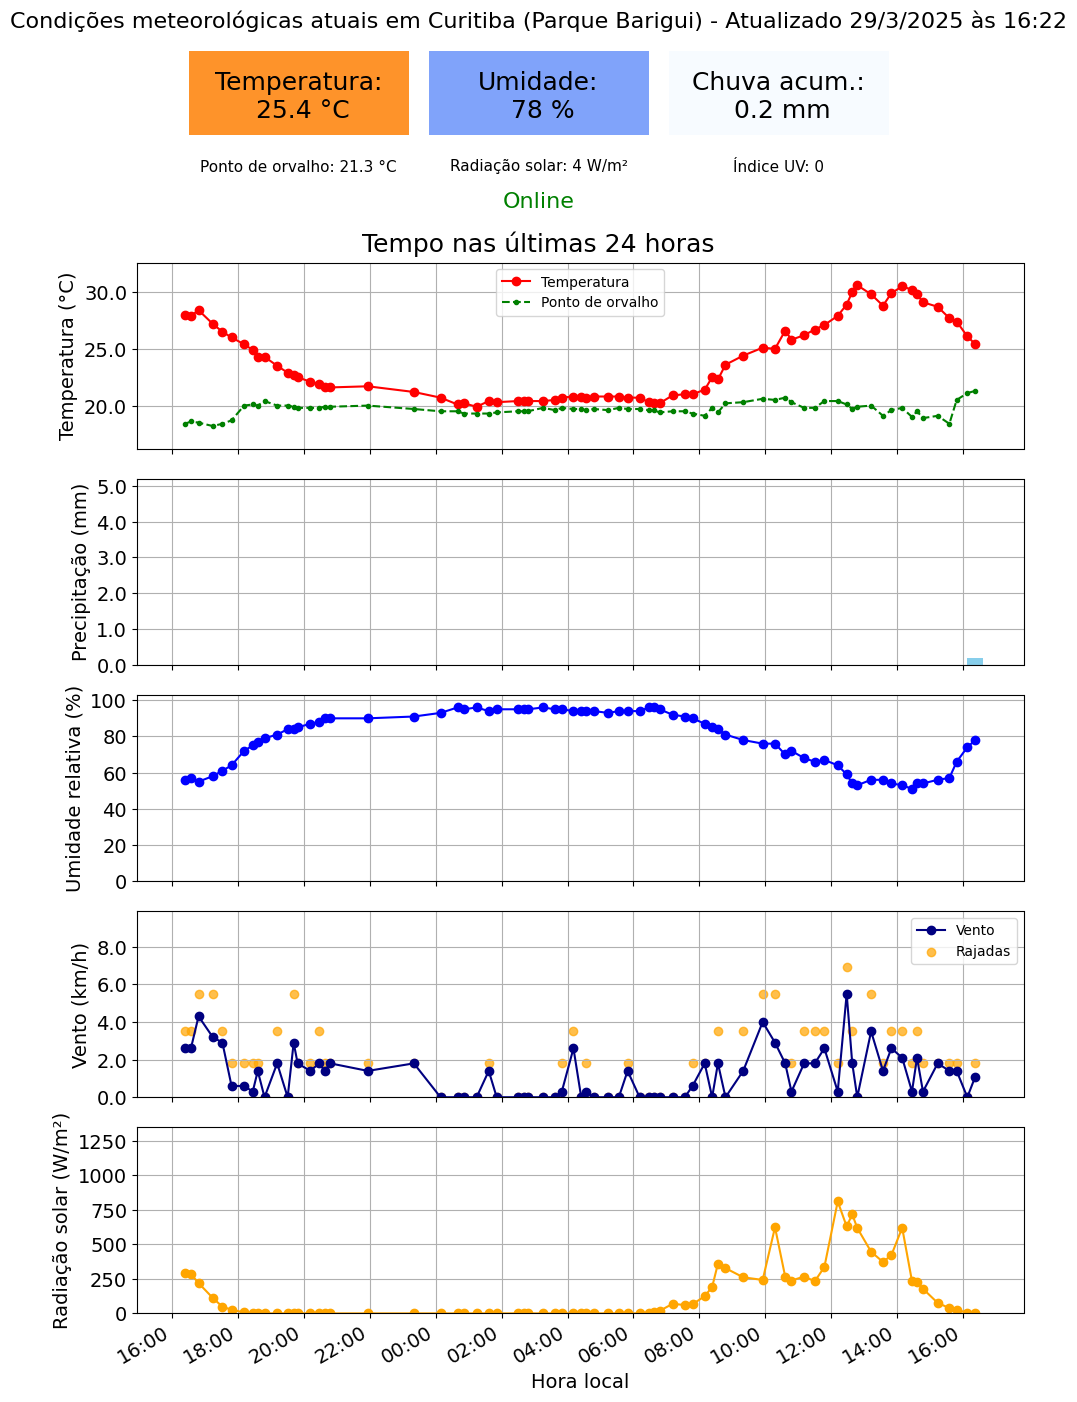 Condições meteorológicas atuais em Curitiba (Parque Barigui) - Atualizado 29/3/2025 às 16:22
Temperatura:
25.4 °C
Umidade:
78 %
Chuva acum.:
0.2 mm
Ponto de orvalho: 21.3 °C
Radiação solar: 4 W/m²
Índice UV: 0
Online
Tempo nas últimas 24 horas
Temperatura (°C)
30.0
25.0
20.0
Temperatura
Ponto de orvalho
Precipitação (mm)
5.0
4.0
3.0
2.0
1.0
0.0
Umidade relativa (%)
100
80
60
40
20
0
Vento (km/h)
8.0
6.0
4.0
2.0
0.0
Vento
Rajadas
Radiação solar (W/m²)
1250
1000
750
500
250
0
16:00
18:00
20:00
22:00
00:00
02:00
04:00
06:00
08:00
10:00
12:00
14:00
16:00
Hora local